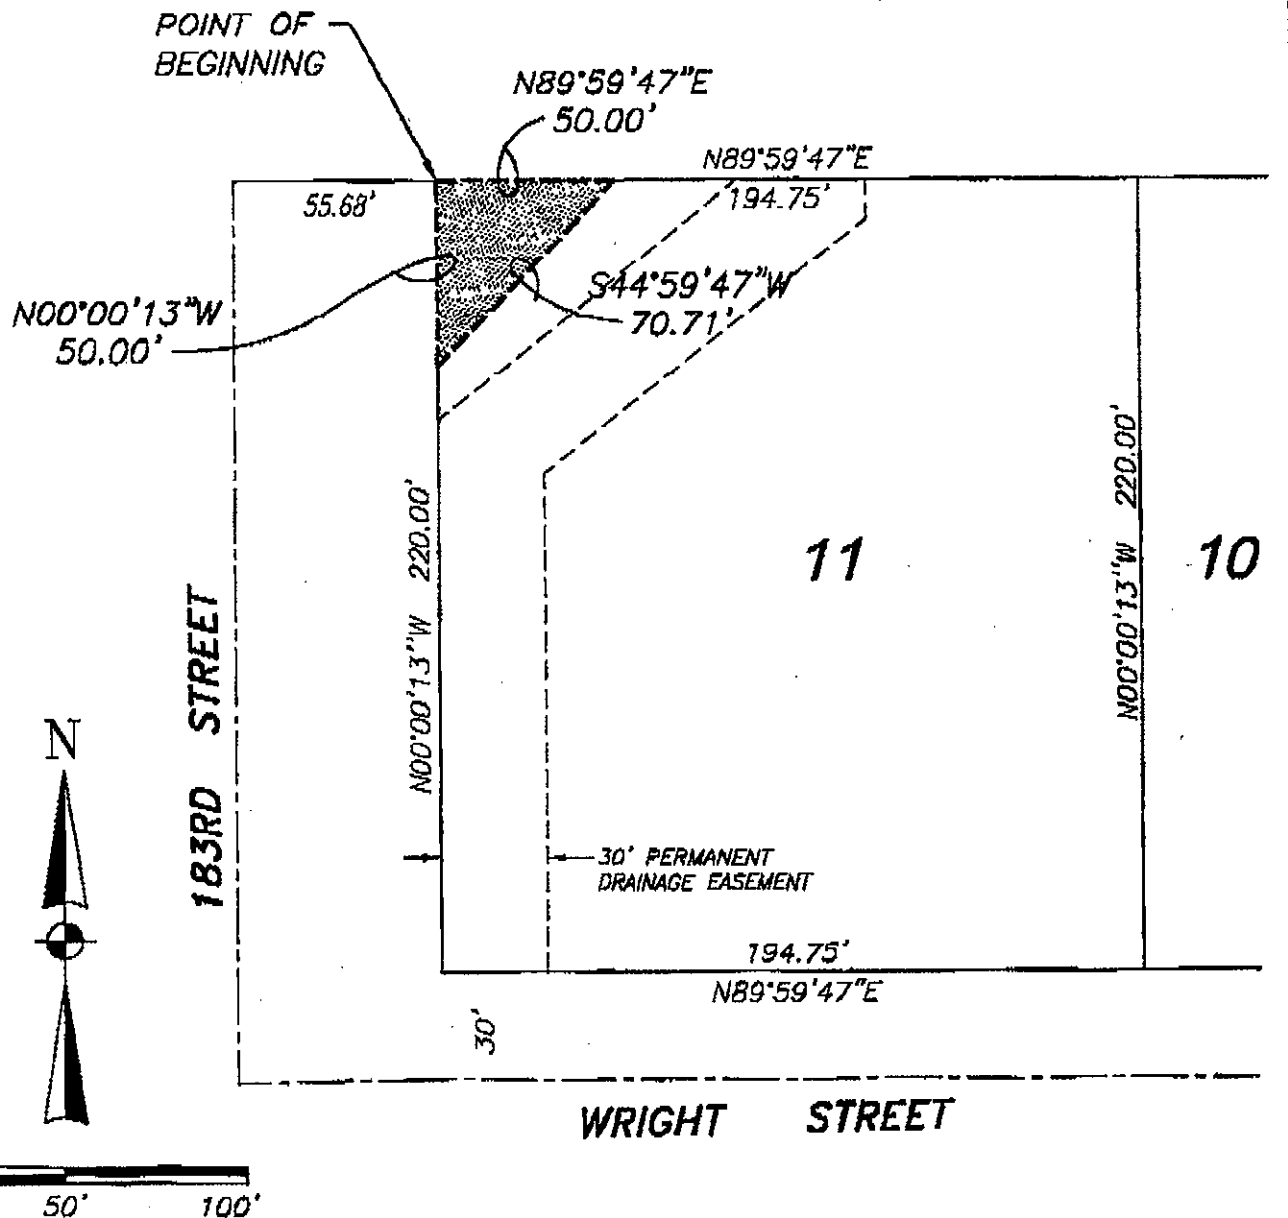 POINT OF
BEGINNING
N89°59'47"E
50.00'
N89°59'47"E
55.68'
194.75'
S44°59'47"W
70.71'
N00°00'13"W
50.00'
N00°00'13"W 220.00'
N00°00'13"W 220.00'
11
10
183RD STREET
N
30' PERMANENT
DRAINAGE EASEMENT
194.75'
N89°59'47"E
30'
WRIGHT STREET
50'
100'